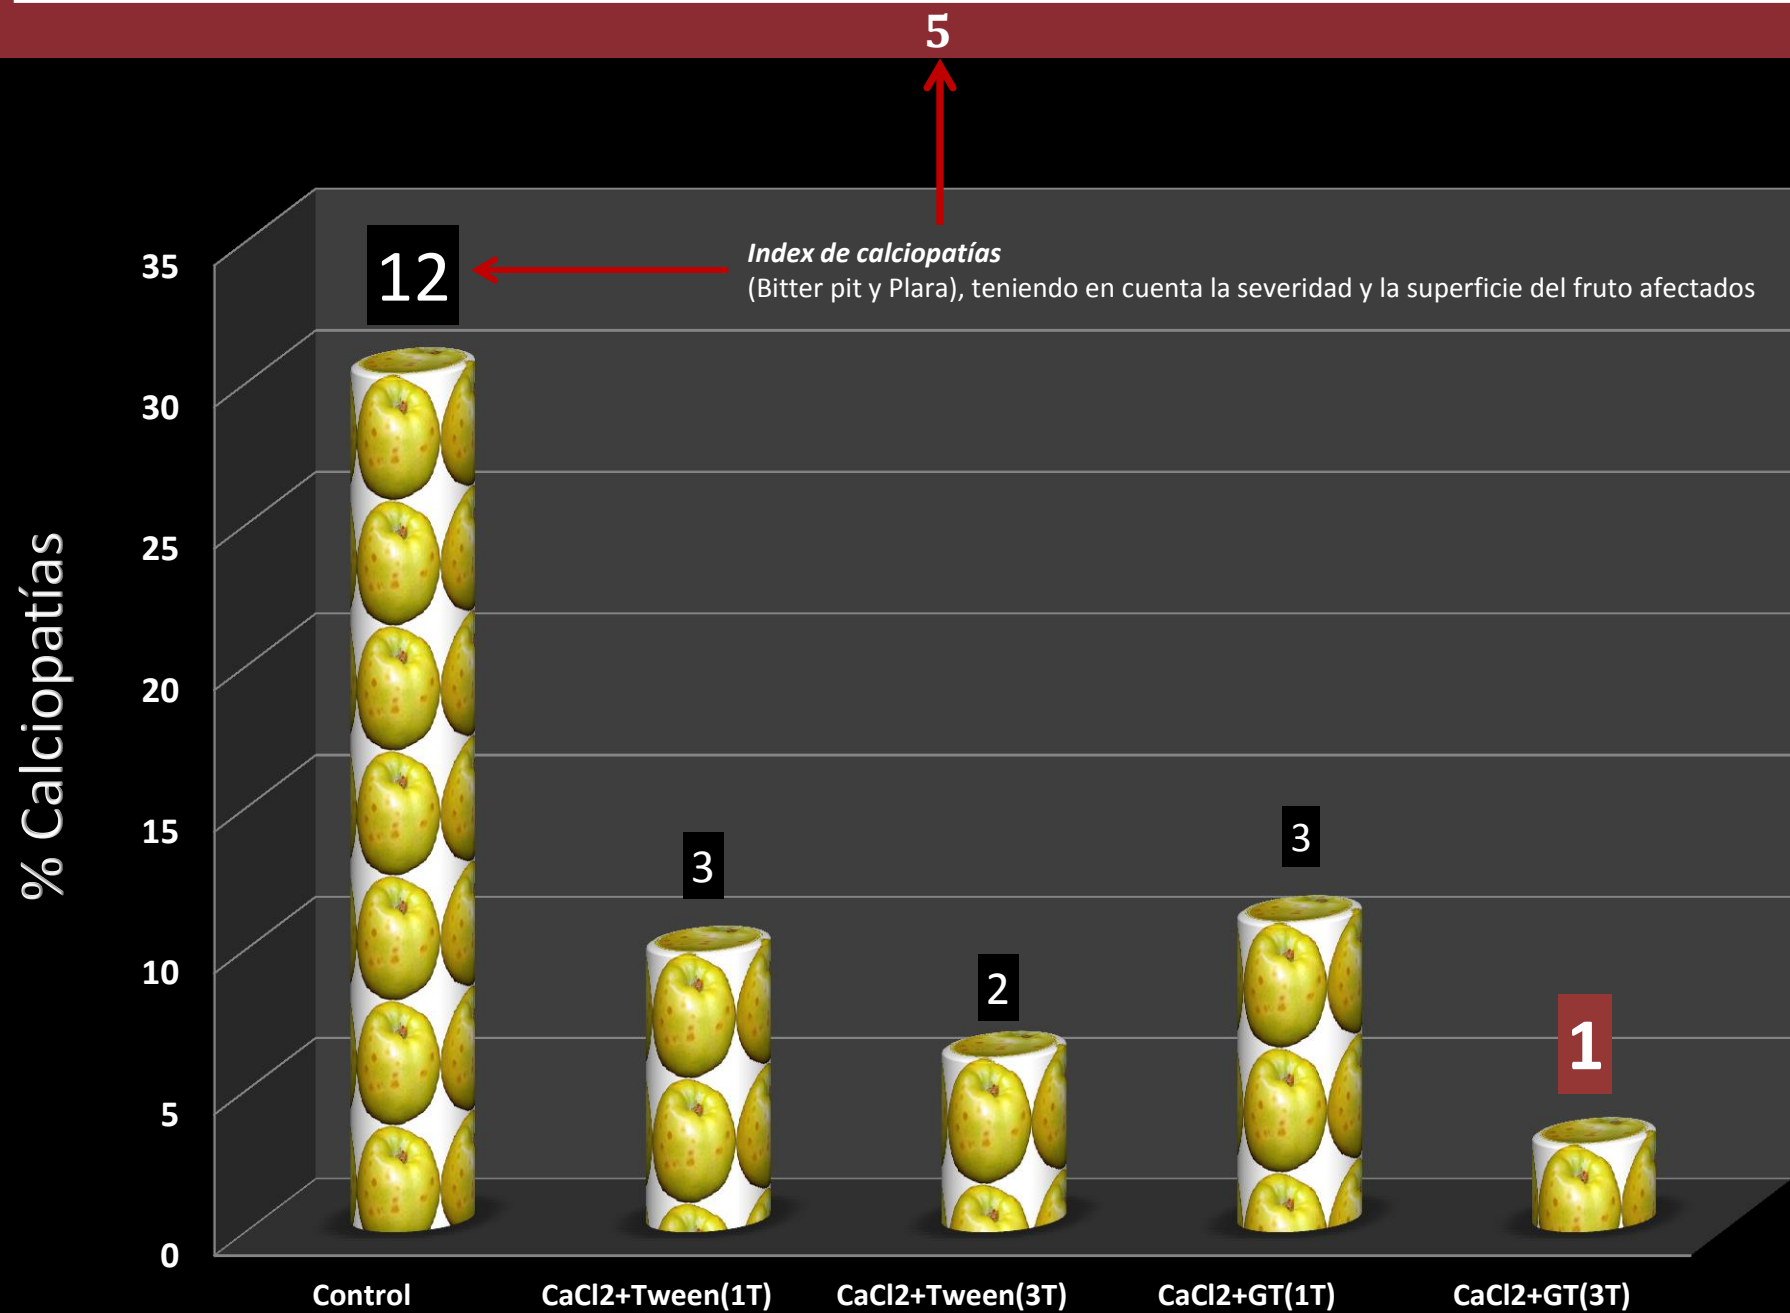 5
Index de calciopatías
(Bitter pit y Plara), teniendo en cuenta la severidad y la superficie del fruto afectados
12
3
2
3
1
% Calciopatías
35
30
25
20
15
10
5
0
Control
CaCl2+Tween(1T)
CaCl2+Tween(3T)
CaCl2+GT(1T)
CaCl2+GT(3T)